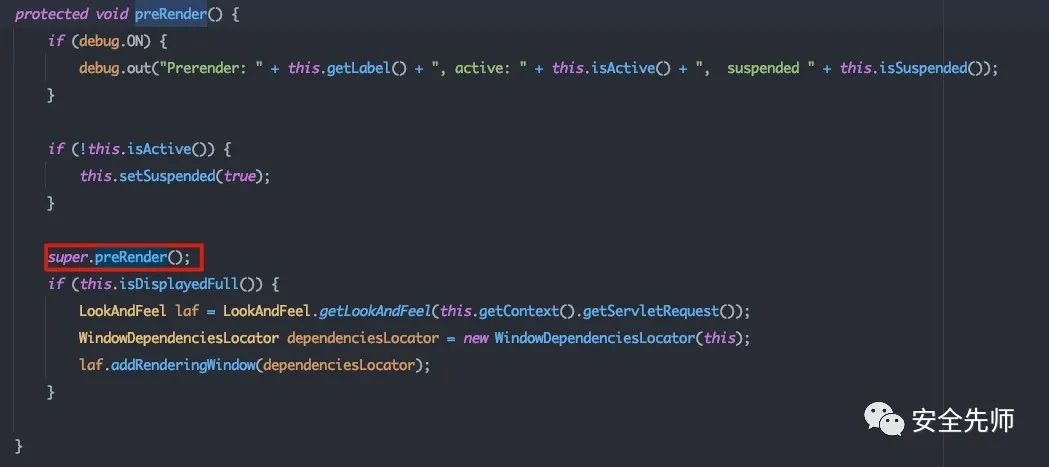 protected void preRender() {
if (debug.ON) {
debug.out("Prerender: " + this.getLabel() + ", active: " + this.isActive() + ",  suspended " + this.isSuspended());
}
if (!this.isActive()) {
this.setSuspended(true);
}
super.preRender();
if (this.isDisplayedFull()) {
LookAndFeel laf = LookAndFeel.getLookAndFeel(this.getContext().getServletRequest());
WindowDependenciesLocator dependenciesLocator = new WindowDependenciesLocator(this);
laf.addRenderingWindow(dependenciesLocator);
}
}
安全先师